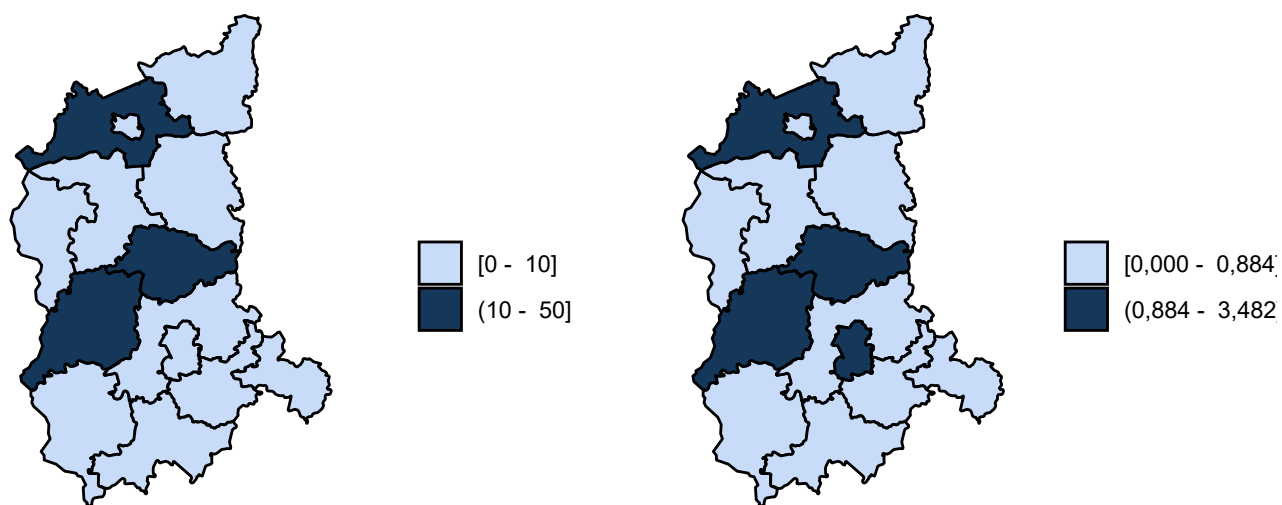 [0 - 10]
(10 - 50]
[0,000 - 0,884]
(0,884 - 3,482]